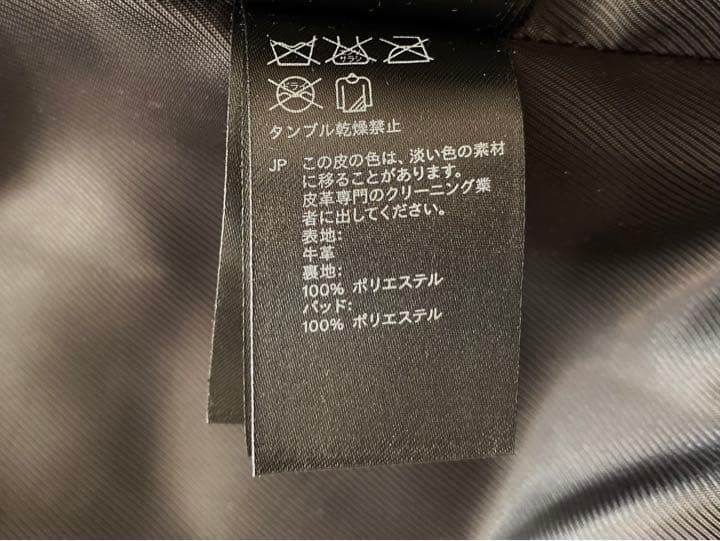 サラシ
ドライ
タンブル乾燥禁止
JP この皮の色は、淡い色の素材
に移ることがあります。
皮革専門のクリーニング業
者に出してください。
表地:
牛革
裏地:
100% ポリエステル
パッド:
100% ポリエステル